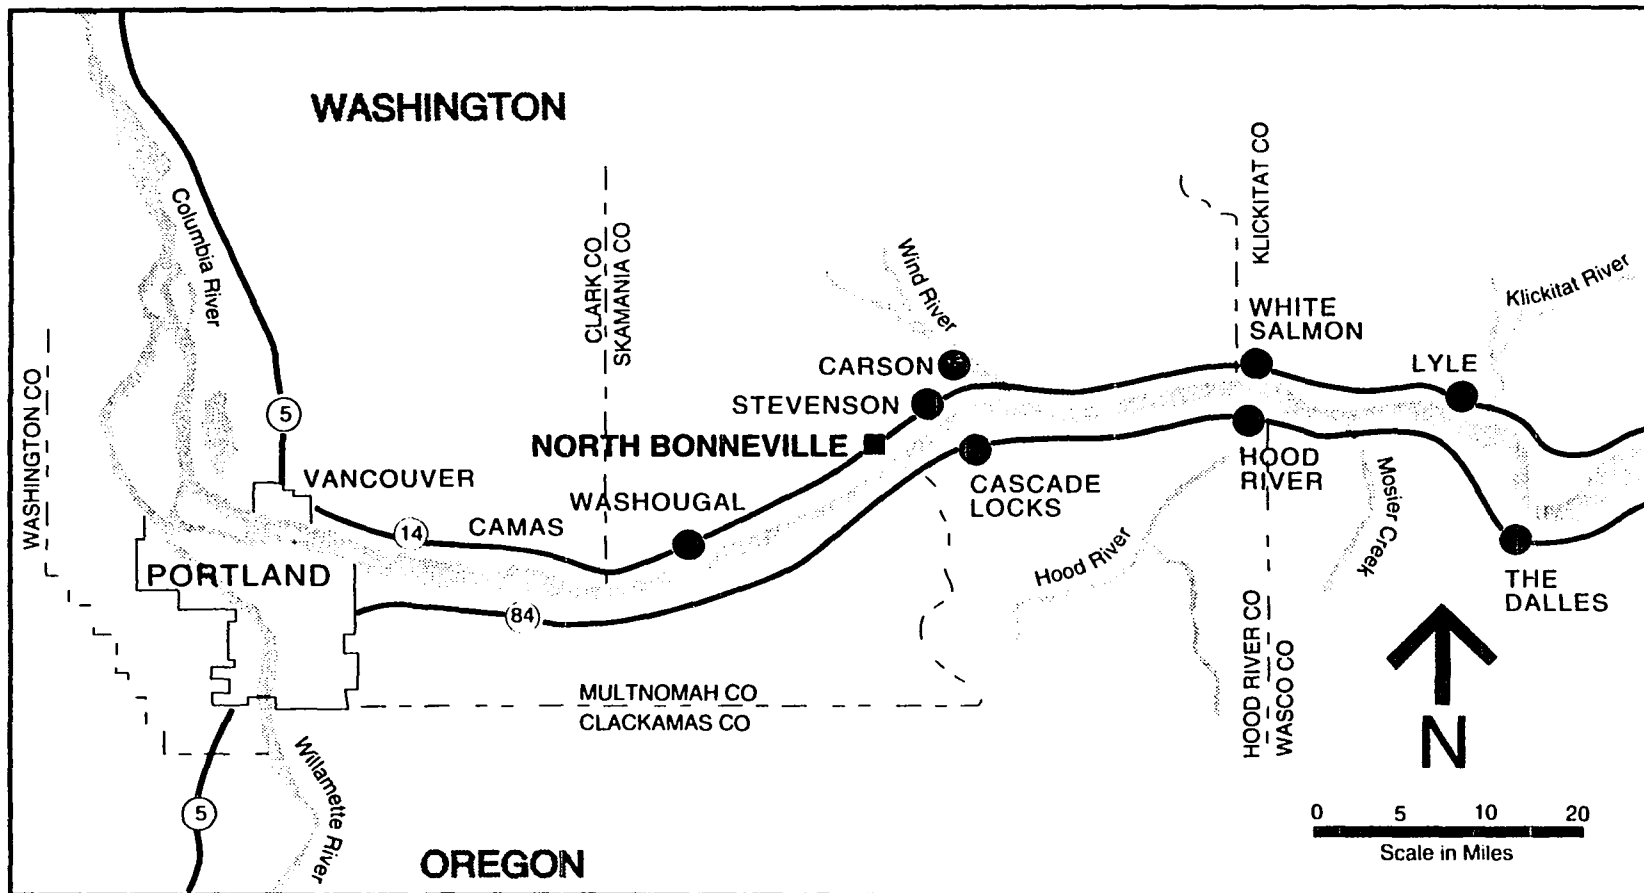 WASHINGTON
KLICKITAT CO
Columbia River
CLARK CO
SKAMANIA CO
Wind River
Klickitat River
WHITE
SALMON
CARSON
LYLE
WASHINGTON CO
5
STEVENSON
NORTH BONNEVILLE
VANCOUVER
WASHOUGAL
CASCADE
LOCKS
HOOD
RIVER
Mosier Creek
14
CAMAS
Hood River
PORTLAND
THE
DALLES
84
HOOD RIVER CO
WASCO CO
MULTNOMAH CO
CLACKAMAS CO
N
Willamette River
5
0 5 10 20
Scale in Miles
OREGON